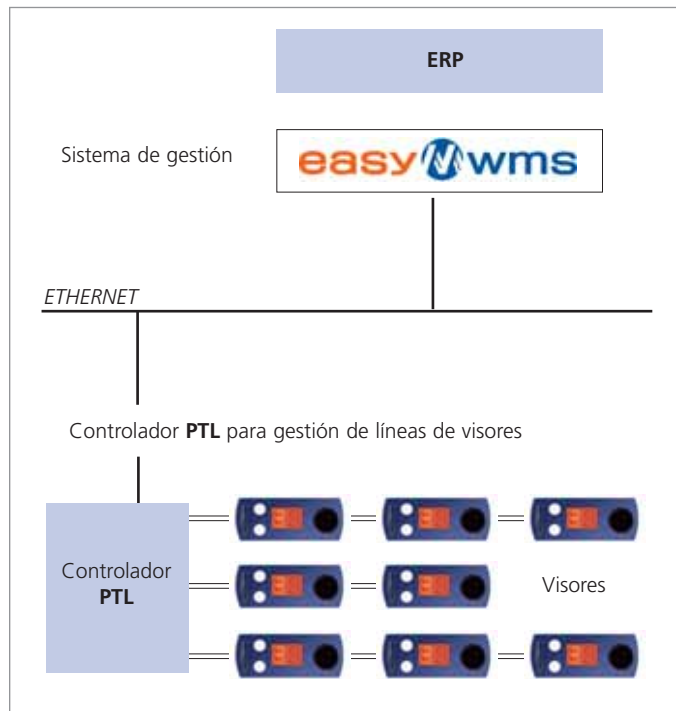 ERP
Sistema de gestión
easy wms
ETHERNET
Controlador PTL para gestión de líneas de visores
Controlador
PTL
Visores